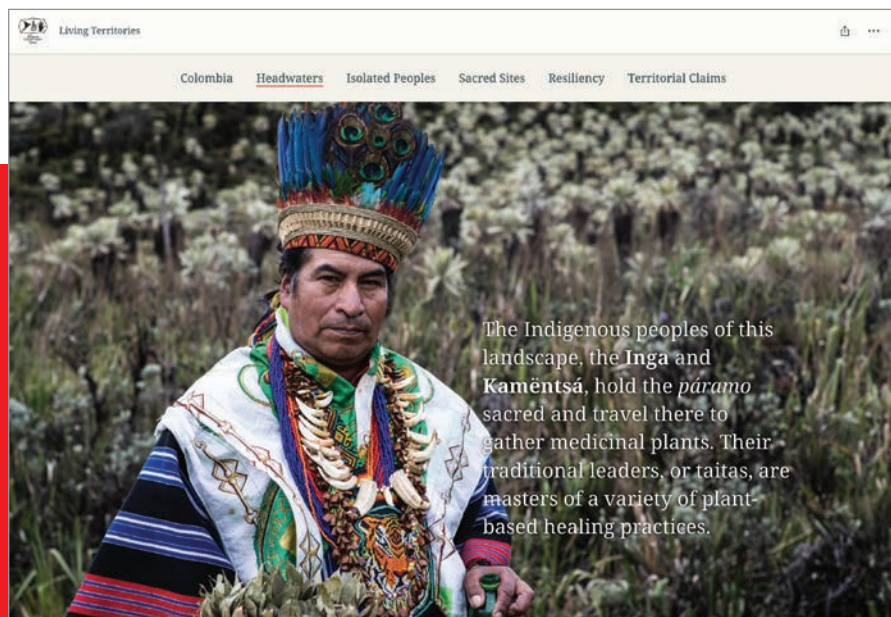 Living Territories
Colombia Headwaters Isolated Peoples Sacred Sites Resiliency Territorial Claims
The Indigenous peoples of this
landscape, the Inga and
Kamëntsá, hold the páramo
sacred and travel there to
gather medicinal plants. Their
traditional leaders, or taitas, are
masters of a variety of plant-
based healing practices.